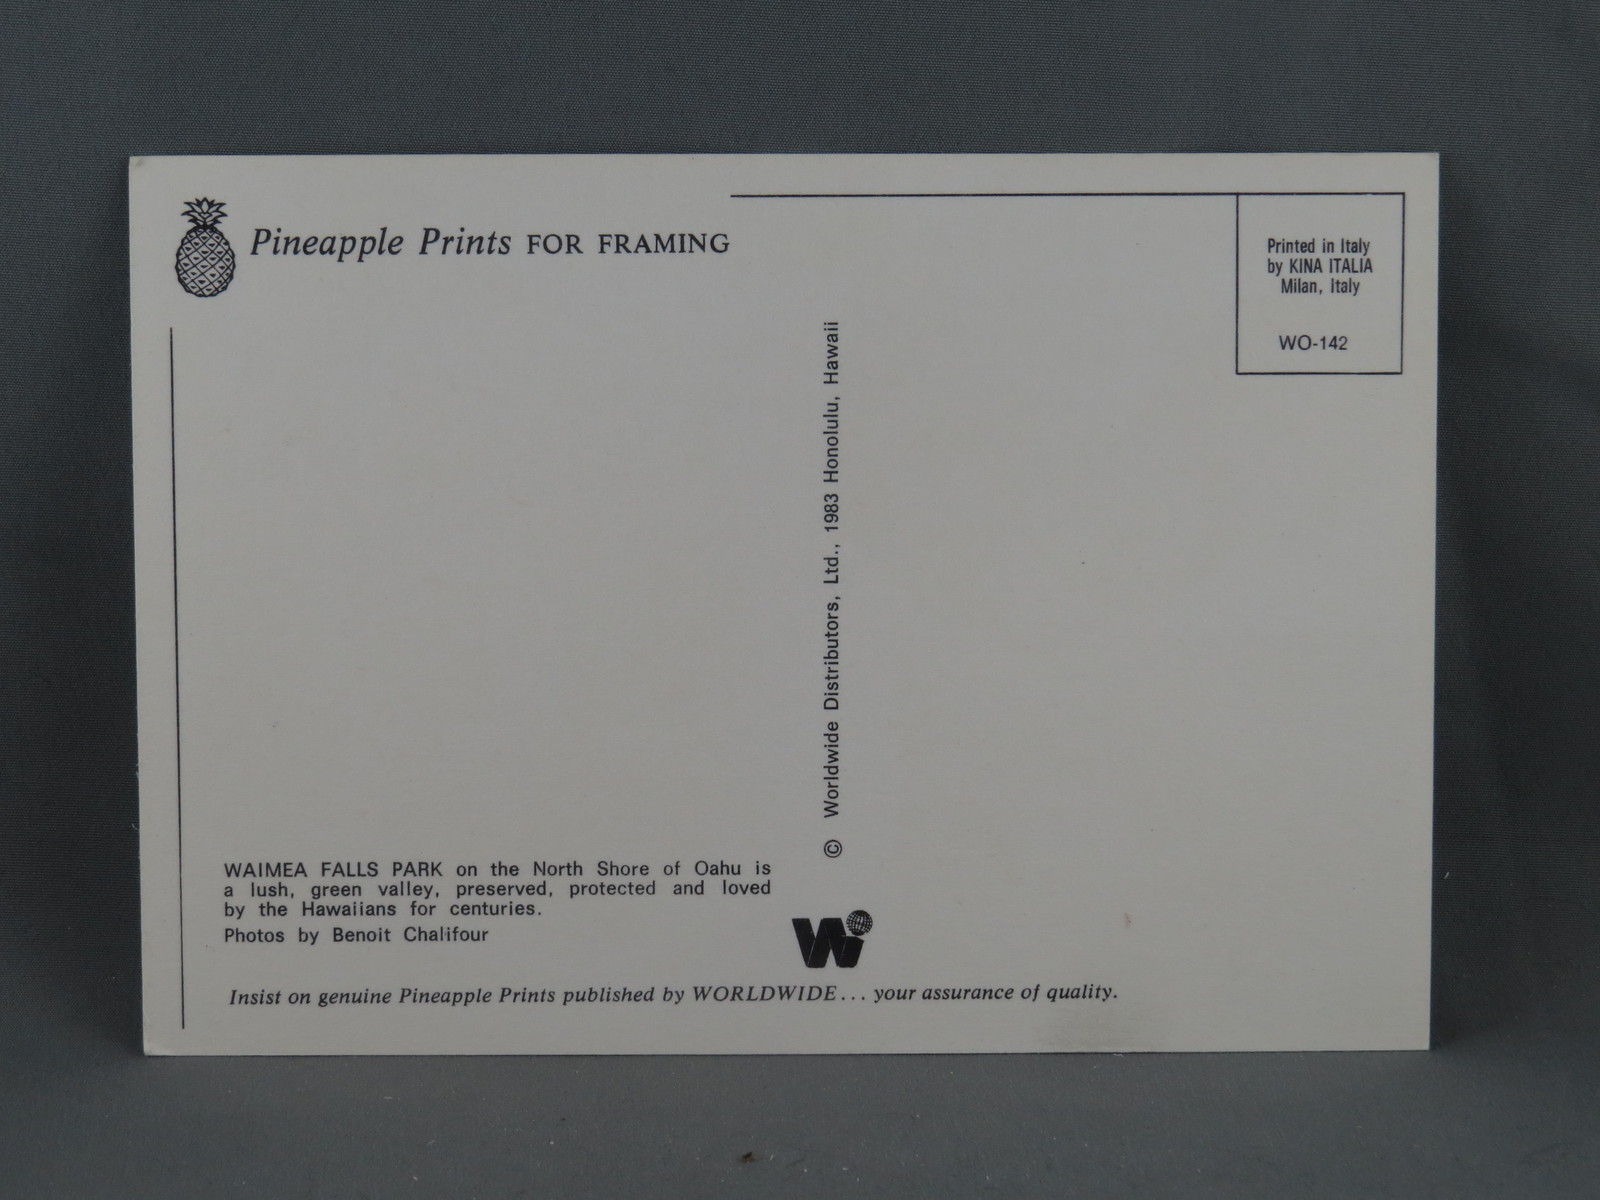 Pineapple Prints FOR FRAMING
Printed in Italy
by KINA ITALIA
Milan, Italy
WO-142
© Worldwide Distributors, Ltd., 1983 Honolulu, Hawaii
WAIMEA FALLS PARK on the North Shore of Oahu is
a lush, green valley, preserved, protected and loved
by the Hawaiians for centuries.
Photos by Benoit Chalifour
Wi
Insist on genuine Pineapple Prints published by WORLDWIDE... your assurance of quality.